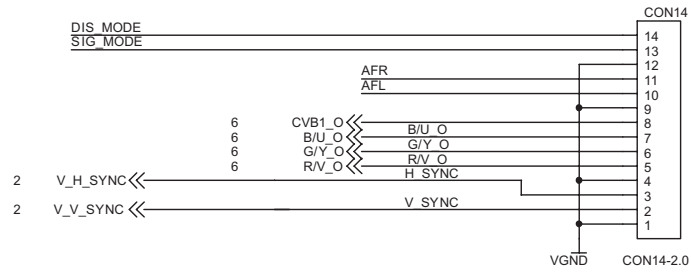 CON14
DIS_MODE
14
SIG_MODE
13
12
AFR
11
AFL
10
9
6 CVB1_O 8
6 B/U_O B/U_O 7
6 G/Y_O G/Y_O 6
6 R/V_O R/V_O 5
2 V_H_SYNC H_SYNC 4
3
2 V_V_SYNC V_SYNC 2
1
VGND CON14-2.0